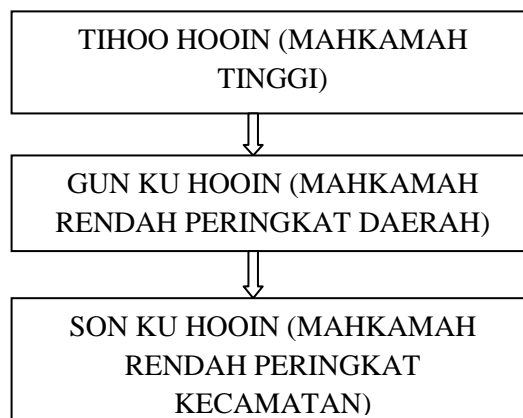 TIHOO HOOIN (MAHKAMAH
TINGGI)
GUN KU HOOIN (MAHKAMAH
RENDAH PERINGKAT DAERAH)
SON KU HOOIN (MAHKAMAH
RENDAH PERINGKAT
KECAMATAN)